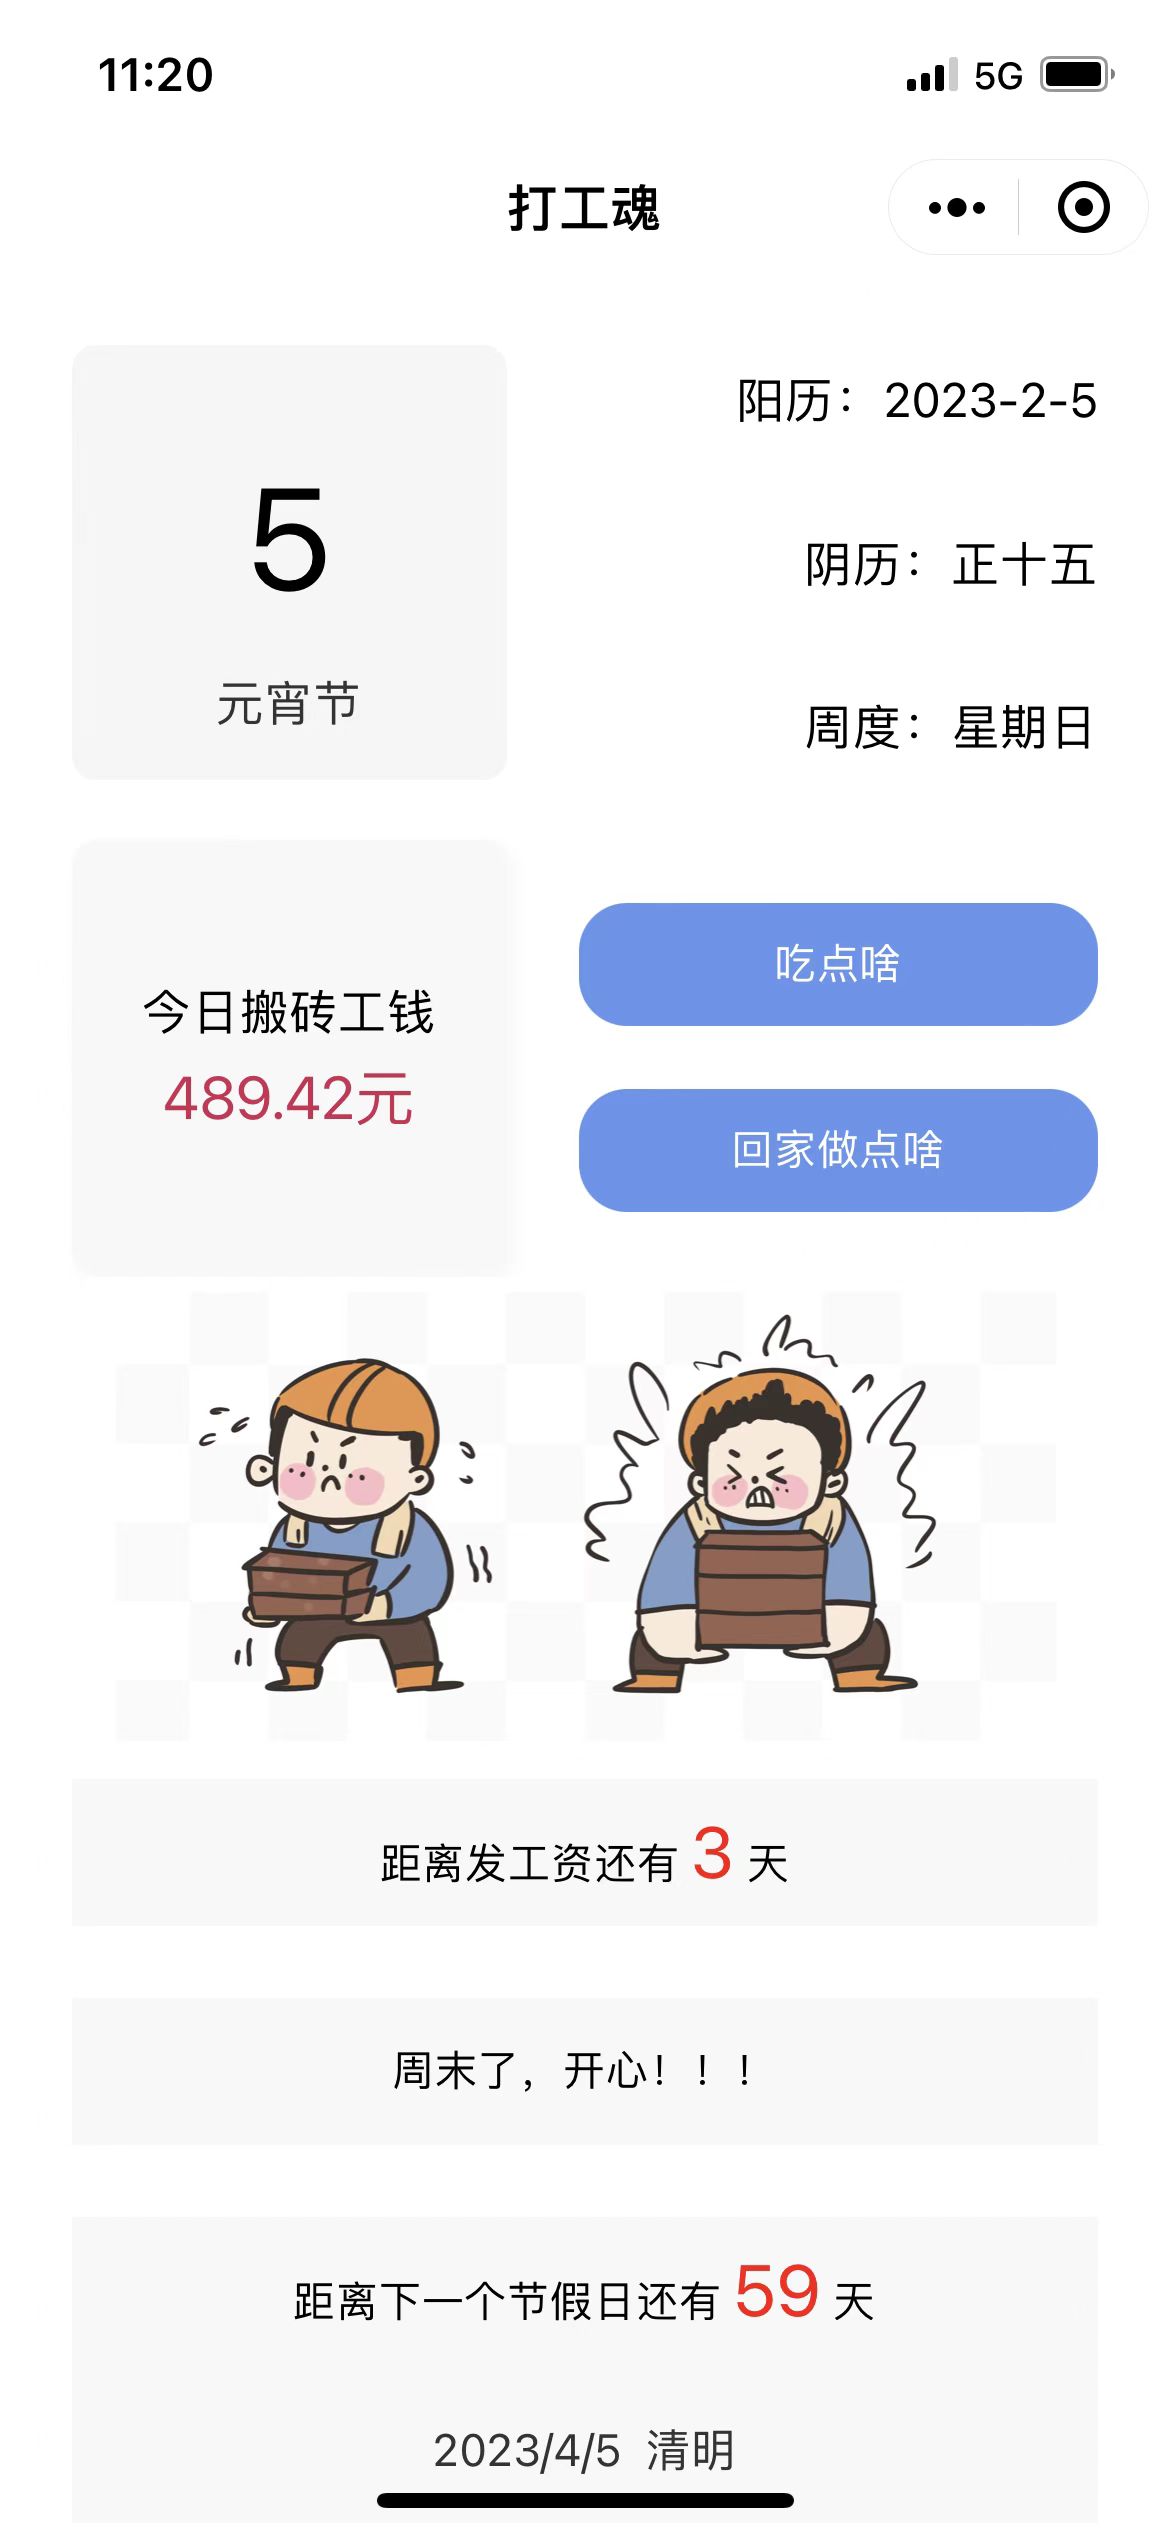 11:20
5G
打工魂
5
元宵节
阳历：2023-2-5
阴历：正十五
周度：星期日
今日搬砖工钱
489.42元
吃点啥
回家做点啥
距离发工资还有 3 天
周末了，开心！！！
距离下一个节假日还有 59 天
2023/4/5 清明